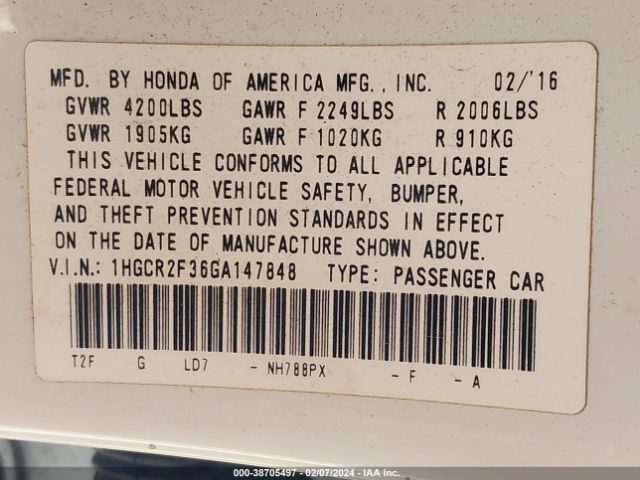 MFD. BY HONDA OF AMERICA MFG., INC. 02/'16
GVWR 4200LBS GAWR F 2249LBS R 2006LBS
GVWR 1905KG GAWR F 1020KG R 910KG
THIS VEHICLE CONFORMS TO ALL APPLICABLE
FEDERAL MOTOR VEHICLE SAFETY, BUMPER,
AND THEFT PREVENTION STANDARDS IN EFFECT
ON THE DATE OF MANUFACTURE SHOWN ABOVE.
V.I.N.: 1HGCR2F36GA147848 TYPE: PASSENGER CAR
T2F G LD7 - NH788PX - F - A
000-38705497 - 02/07/2024 - IAA Inc.